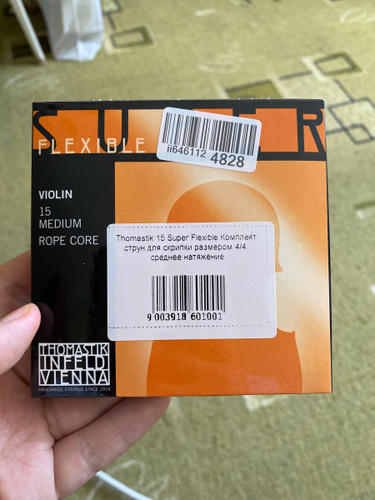 SUPER
FLEXIBLE
ii646112 4828
VIOLIN
15
MEDIUM
ROPE CORE
Thomastik 15 Super Flexible Комплект
струн для скрипки размером 4/4
среднее натяжение
9 003918 601001
THOMASTIK
INFELD
VIENNA
HANDMADE STRINGS SINCE 1919